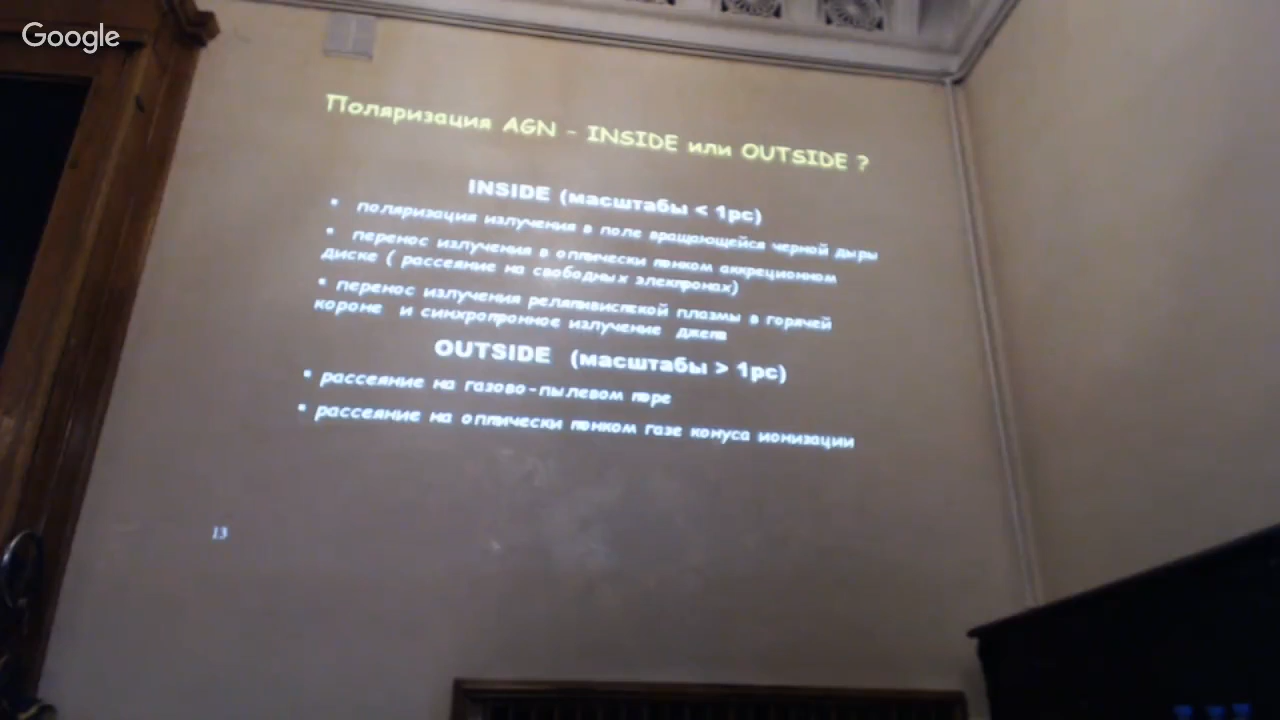 Google
Поляризация AGN - INSIDE или OUTSIDE ?
INSIDE (масштабы < 1pc)
• поляризация излучения в поле вращающейся черной дыры
• перенос излучения в оптически тонком аккреционном
диске ( рассеяние на свободных электронах)
• перенос излучения релятивистской плазмы в горячей
короне и синхротронное излучение джета
OUTSIDE (масштабы > 1pc)
• рассеяние на газово-пылевом торе
• рассеяние на оптически тонком газе конуса ионизации
13